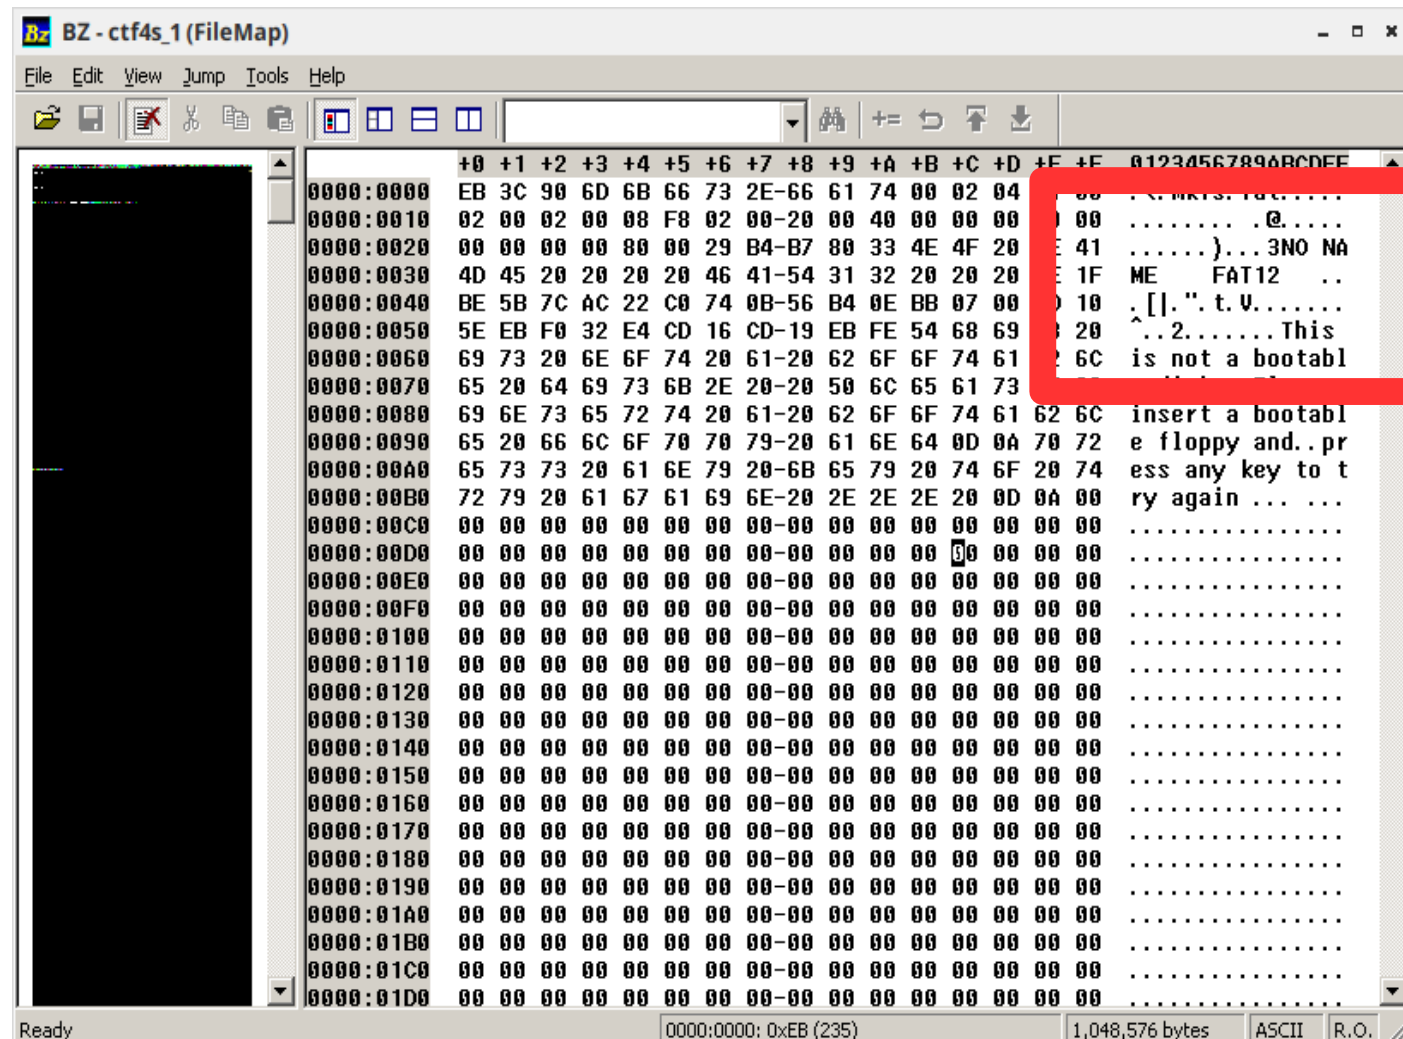 BZ - ctf4s_1 (FileMap)
File Edit View Jump Tools Help
+0 +1 +2 +3 +4 +5 +6 +7 +8 +9 +A +B +C +D +E +F 0123456789ABCDEF
0000:0000 EB 3C 90 6D 6B 66 73 2E-66 61 74 00 02 04 00 .<.mkfs.fat.....
0000:0010 02 00 02 00 08 F8 02 00-20 00 40 00 00 00 00 ........ .@.....
0000:0020 00 00 00 00 80 00 29 B4-B7 80 33 4E 4F 20 41 ......)...3NO NA
0000:0030 4D 45 20 20 20 20 46 41-54 31 32 20 20 20 1F ME    FAT12   ..
0000:0040 BE 5B 7C AC 22 C0 74 0B-56 B4 0E BB 07 00 10 .[|.".t.V.......
0000:0050 5E EB F0 32 E4 CD 16 CD-19 EB FE 54 68 69 20 ^..2.......This
0000:0060 69 73 20 6E 6F 74 20 61-20 62 6F 6F 74 61 6C is not a bootabl
0000:0070 65 20 64 69 73 6B 2E 20-20 50 6C 65 61 73
0000:0080 69 6E 73 65 72 74 20 61-20 62 6F 6F 74 61 62 6C insert a bootabl
0000:0090 65 20 66 6C 6F 70 70 79-20 61 6E 64 0D 0A 70 72 e floppy and..pr
0000:00A0 65 73 73 20 61 6E 79 20-6B 65 79 20 74 6F 20 74 ess any key to t
0000:00B0 72 79 20 61 67 61 69 6E-20 2E 2E 2E 20 0D 0A 00 ry again ... ...
0000:00C0 00 00 00 00 00 00 00 00-00 00 00 00 00 00 00 00 ................
0000:00D0 00 00 00 00 00 00 00 00-00 00 00 00 00 00 00 00 ................
0000:00E0 00 00 00 00 00 00 00 00-00 00 00 00 00 00 00 00 ................
0000:00F0 00 00 00 00 00 00 00 00-00 00 00 00 00 00 00 00 ................
0000:0100 00 00 00 00 00 00 00 00-00 00 00 00 00 00 00 00 ................
0000:0110 00 00 00 00 00 00 00 00-00 00 00 00 00 00 00 00 ................
0000:0120 00 00 00 00 00 00 00 00-00 00 00 00 00 00 00 00 ................
0000:0130 00 00 00 00 00 00 00 00-00 00 00 00 00 00 00 00 ................
0000:0140 00 00 00 00 00 00 00 00-00 00 00 00 00 00 00 00 ................
0000:0150 00 00 00 00 00 00 00 00-00 00 00 00 00 00 00 00 ................
0000:0160 00 00 00 00 00 00 00 00-00 00 00 00 00 00 00 00 ................
0000:0170 00 00 00 00 00 00 00 00-00 00 00 00 00 00 00 00 ................
0000:0180 00 00 00 00 00 00 00 00-00 00 00 00 00 00 00 00 ................
0000:0190 00 00 00 00 00 00 00 00-00 00 00 00 00 00 00 00 ................
0000:01A0 00 00 00 00 00 00 00 00-00 00 00 00 00 00 00 00 ................
0000:01B0 00 00 00 00 00 00 00 00-00 00 00 00 00 00 00 00 ................
0000:01C0 00 00 00 00 00 00 00 00-00 00 00 00 00 00 00 00 ................
0000:01D0 00 00 00 00 00 00 00 00-00 00 00 00 00 00 00 00 ................
Ready 0000:0000: 0xEB (235) 1,048,576 bytes ASCII R.O.